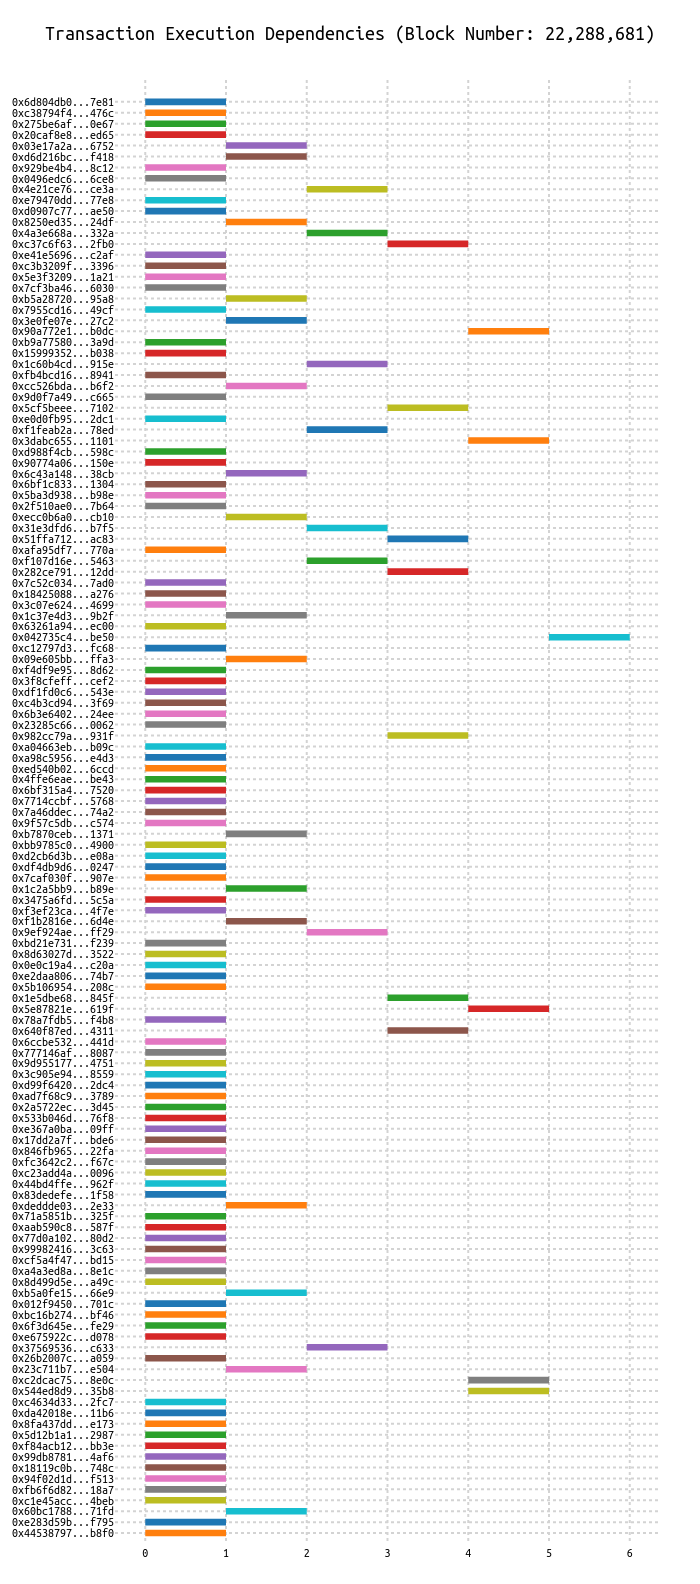 Transaction Execution Dependencies (Block Number: 22,288,681)
0x6d804db0...7e81
0xc38794f4...476c
0x275be6af...0e67
0x20caf8e8...ed65
0x03e17a2a...6752
0xd6d216bc...f418
0x929be4b4...8c12
0x0496edc6...6ce8
0x4e21ce76...ce3a
0xe79470dd...77e8
0xd0907c77...ae50
0x8250ed35...24df
0x4a3e668a...332a
0xc37c6f63...2fb0
0xe41e5696...c2af
0xc3b3209f...3396
0x5e3f3209...1a21
0x7cf3ba46...6030
0xb5a28720...95a8
0x7955cd16...49cf
0x3e0fe07e...27c2
0x90a772e1...b0dc
0xb9a77580...3a9d
0x15999352...b038
0x1c60b4cd...915e
0xfb4bcd16...8941
0xcc526bda...b6f2
0x9d0f7a49...c665
0x5cf5beee...7102
0xe0d0fb95...2dc1
0xf1feab2a...78ed
0x3dabc655...1101
0xd988f4cb...598c
0x90774a06...150e
0x6c43a148...38cb
0x6bf1c833...1304
0x5ba3d938...b98e
0x2f510ae0...7b64
0xecc0b6a0...cb10
0x31e3dfd6...b7f5
0x51ffa712...ac83
0xafa95df7...770a
0xf107d16e...5463
0x282ce791...12dd
0x7c52c034...7ad0
0x18425088...a276
0x3c07e624...4699
0x1c37e4d3...9b2f
0x63261a94...ec00
0x042735c4...be50
0xc12797d3...fc68
0x09e605bb...ffa3
0xf4df9e95...8d62
0x3f8cfeff...cef2
0xdf1fd0c6...543e
0xc4b3cd94...3f69
0x6b3e6402...24ee
0x23285c66...0062
0x982cc79a...931f
0xa04663eb...b09c
0xa98c5956...e4d3
0xed540b02...6ccd
0x4ffe6eae...be43
0x6bf315a4...7520
0x7714ccbf...5768
0x7a46ddec...74a2
0x9f57c5db...c574
0xb7870ceb...1371
0xbb9785c0...4900
0xd2cb6d3b...e08a
0xdf4db9d6...0247
0x7caf030f...907e
0x1c2a5bb9...b89e
0x3475a6fd...5c5a
0xf3ef23ca...4f7e
0xf1b2816e...6d4e
0x9ef924ae...ff29
0xbd21e731...f239
0x8d63027d...3522
0x0e0c19a4...c20a
0xe2daa806...74b7
0x5b106954...208c
0x1e5dbe68...845f
0x5e87821e...619f
0x78a7fdb5...f4b8
0x640f87ed...4311
0x6ccbe532...441d
0x777146af...8087
0x9d955177...4751
0x3c905e94...8559
0xd99f6420...2dc4
0xad7f68c9...3789
0x2a5722ec...3d45
0x533b046d...76f8
0xe367a0ba...09ff
0x17dd2a7f...bde6
0x846fb965...22fa
0xfc3642c2...f67c
0xc23add4a...0096
0x44bd4ffe...962f
0x83dedefe...1f58
0xdeddde03...2e33
0x71a5851b...325f
0xaab590c8...587f
0x77d0a102...80d2
0x99982416...3c63
0xcf5a4f47...bd15
0xa4a3ed8a...8e1c
0x8d499d5e...a49c
0xb5a0fe15...66e9
0x012f9450...701c
0xbc16b274...bf46
0x6f3d645e...fe29
0xe675922c...d078
0x37569536...c633
0x26b2007c...a059
0x23c711b7...e504
0xc2dcac75...8e0c
0x544ed8d9...35b8
0xc4634d33...2fc7
0xda42018e...11b6
0x8fa437dd...e173
0x5d12b1a1...2987
0xf84acb12...bb3e
0x99db8781...4af6
0x18119c0b...748c
0x94f02d1d...f513
0xfb6f6d82...18a7
0xc1e45acc...4beb
0x60bc1788...71fd
0xe283d59b...f795
0x44538797...b8f0
0 1 2 3 4 5 6